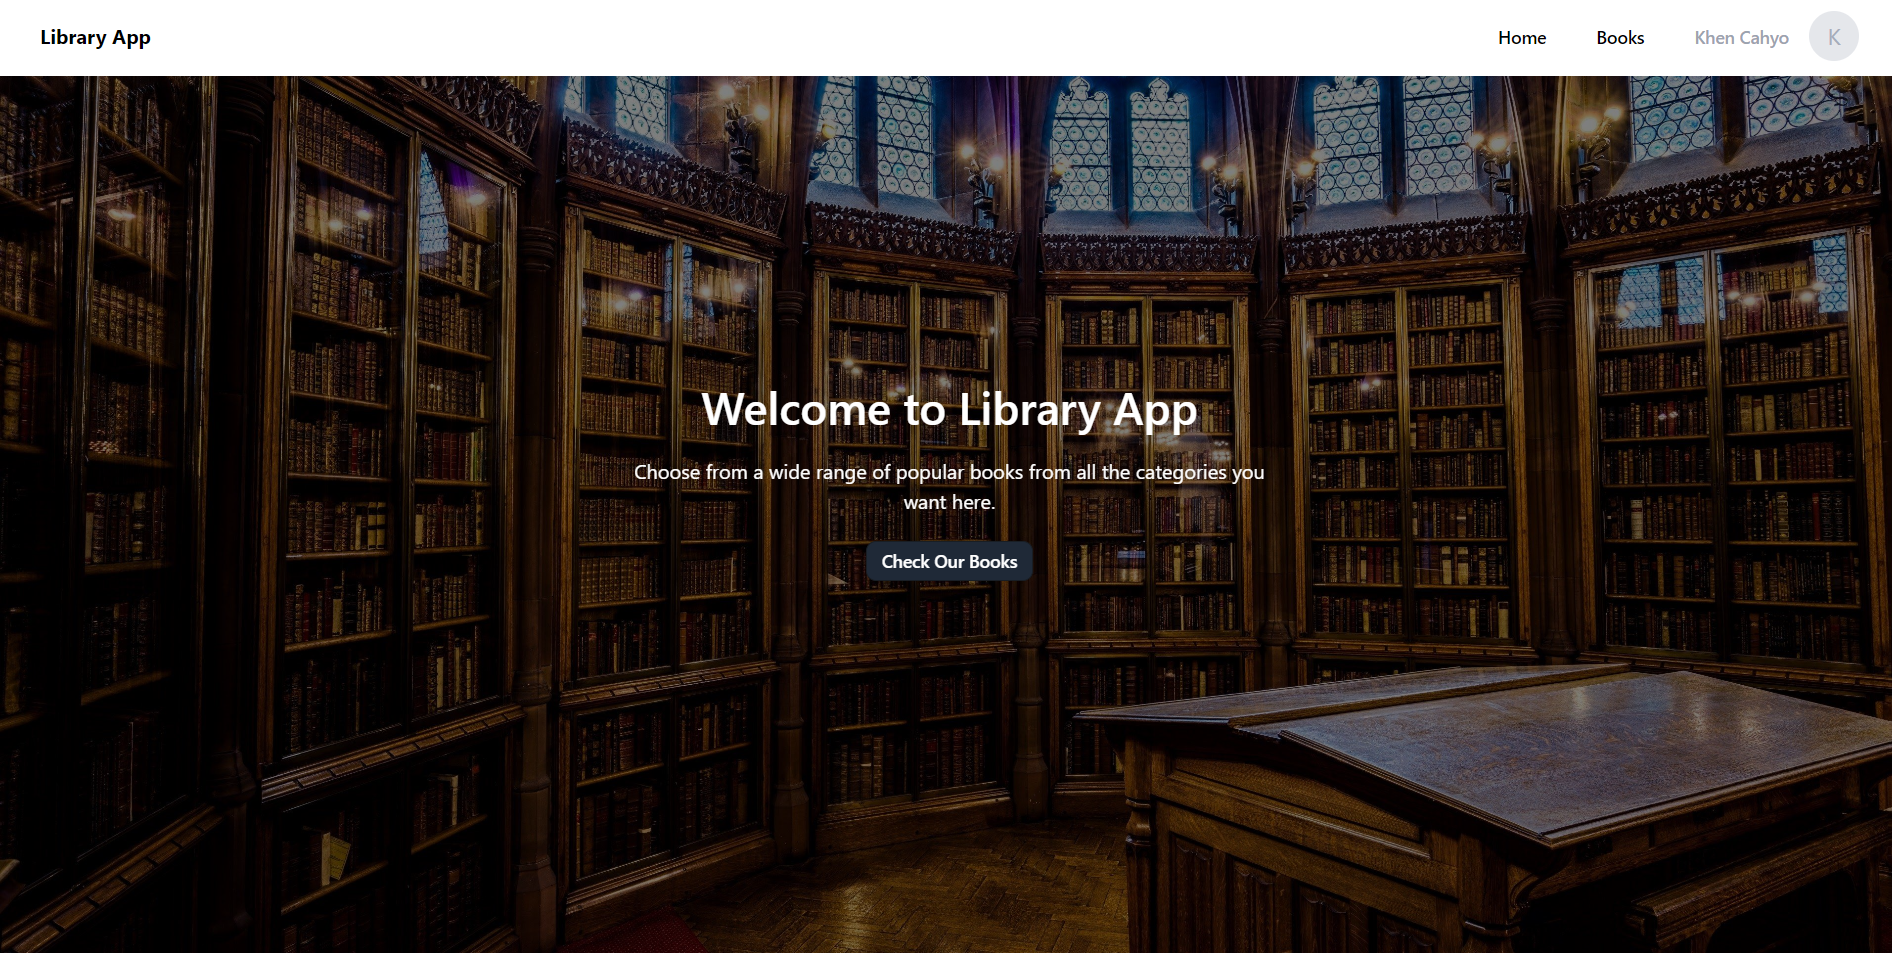 Library App
Home
Books
Khen Cahyo
K
Welcome to Library App
Choose from a wide range of popular books from all the categories you
want here.
Check Our Books